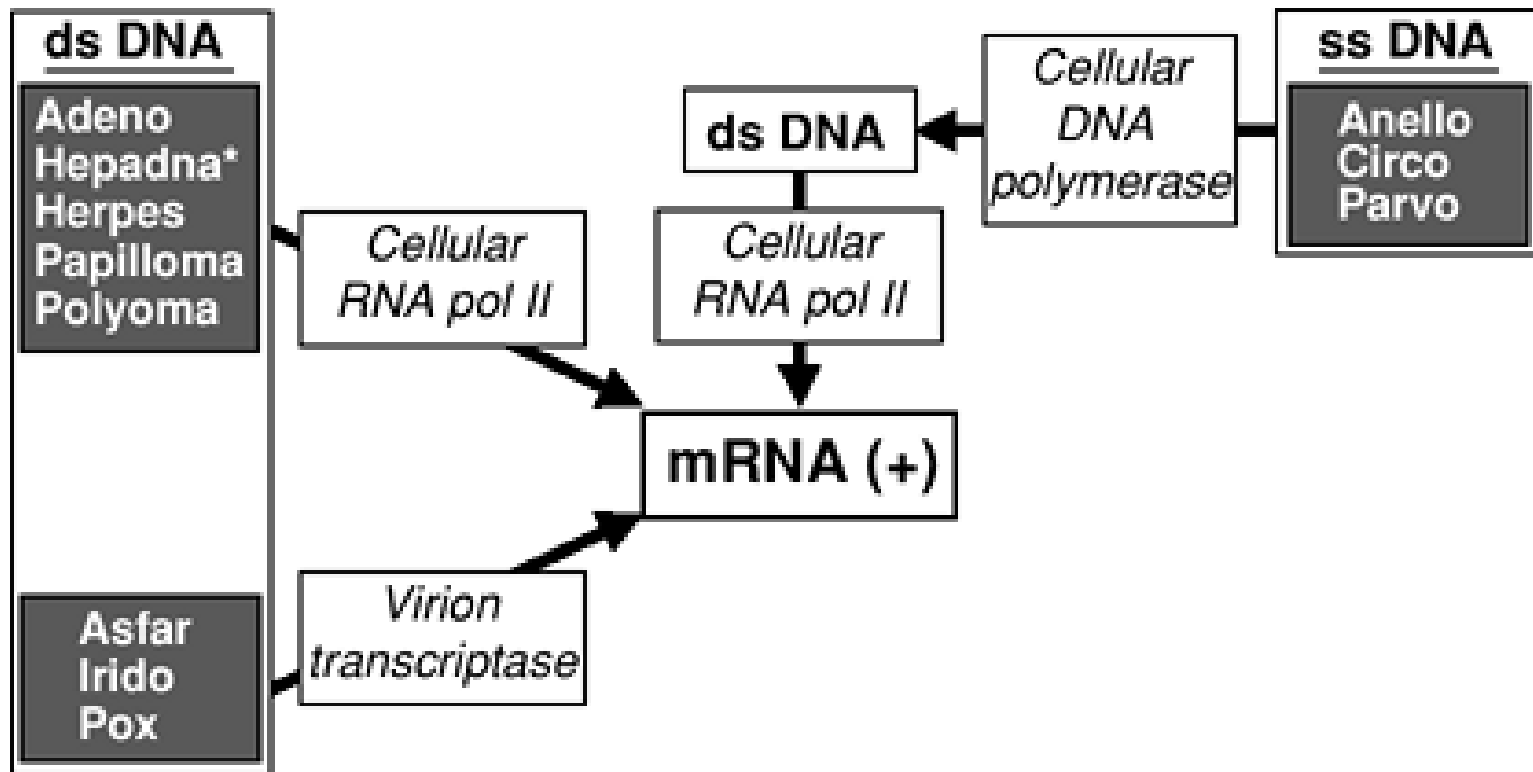 ds DNA
Adeno
Hepadna*
Herpes
Papilloma
Polyoma
Cellular
RNA pol II
Asfar
Irido
Pox
Virion
transcriptase
ds DNA
Cellular
RNA pol II
mRNA (+)
Cellular
DNA
polymerase
ss DNA
Anello
Circo
Parvo